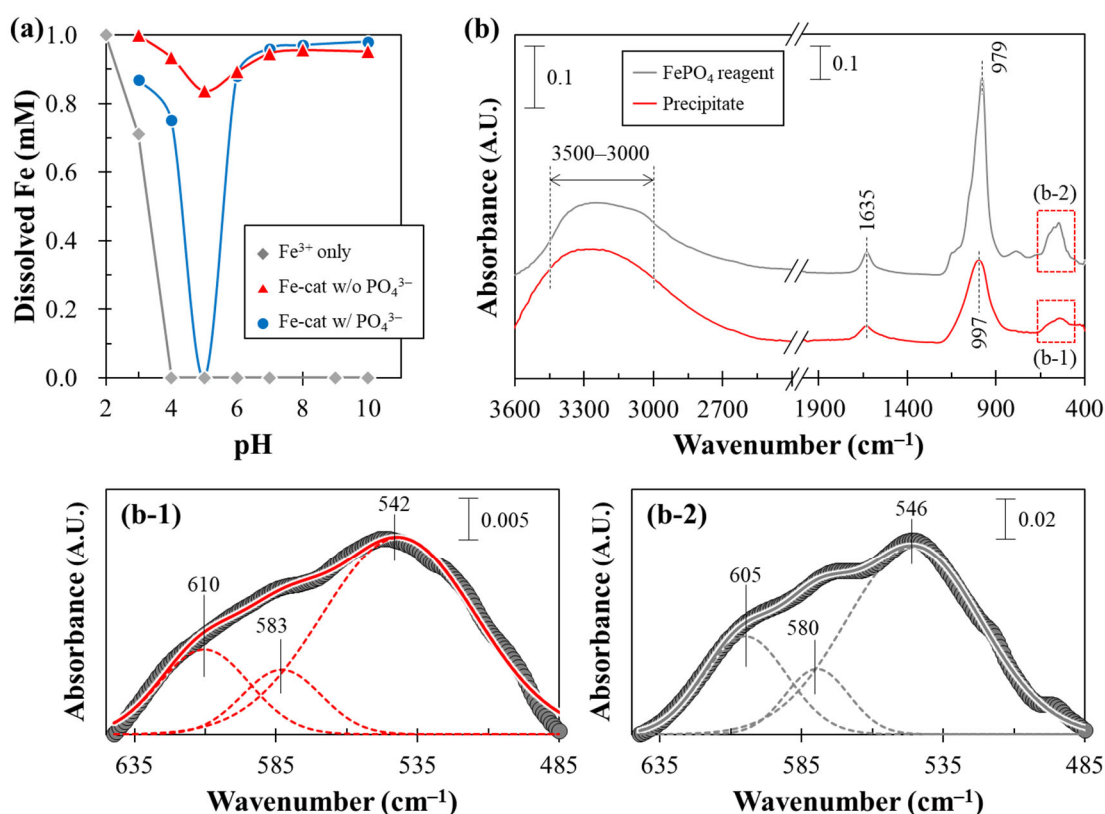 (a)
1.0
0.8
0.6
0.4
0.2
0.0
Dissolved Fe (mM)
Fe³⁺ only
Fe-cat w/o PO₄³⁻
Fe-cat w/ PO₄³⁻
2
4
6
8
10
pH
(b)
0.1
0.1
FePO₄ reagent
Precipitate
979
3500–3000
1635
(b-2)
997
(b-1)
Absorbance (A.U.)
3600
3300
3000
2700
1900
1400
900
400
Wavenumber (cm⁻¹)
(b-1)
542
0.005
610
583
Absorbance (A.U.)
635
585
535
485
Wavenumber (cm⁻¹)
(b-2)
546
0.02
605
580
Absorbance (A.U.)
635
585
535
485
Wavenumber (cm⁻¹)